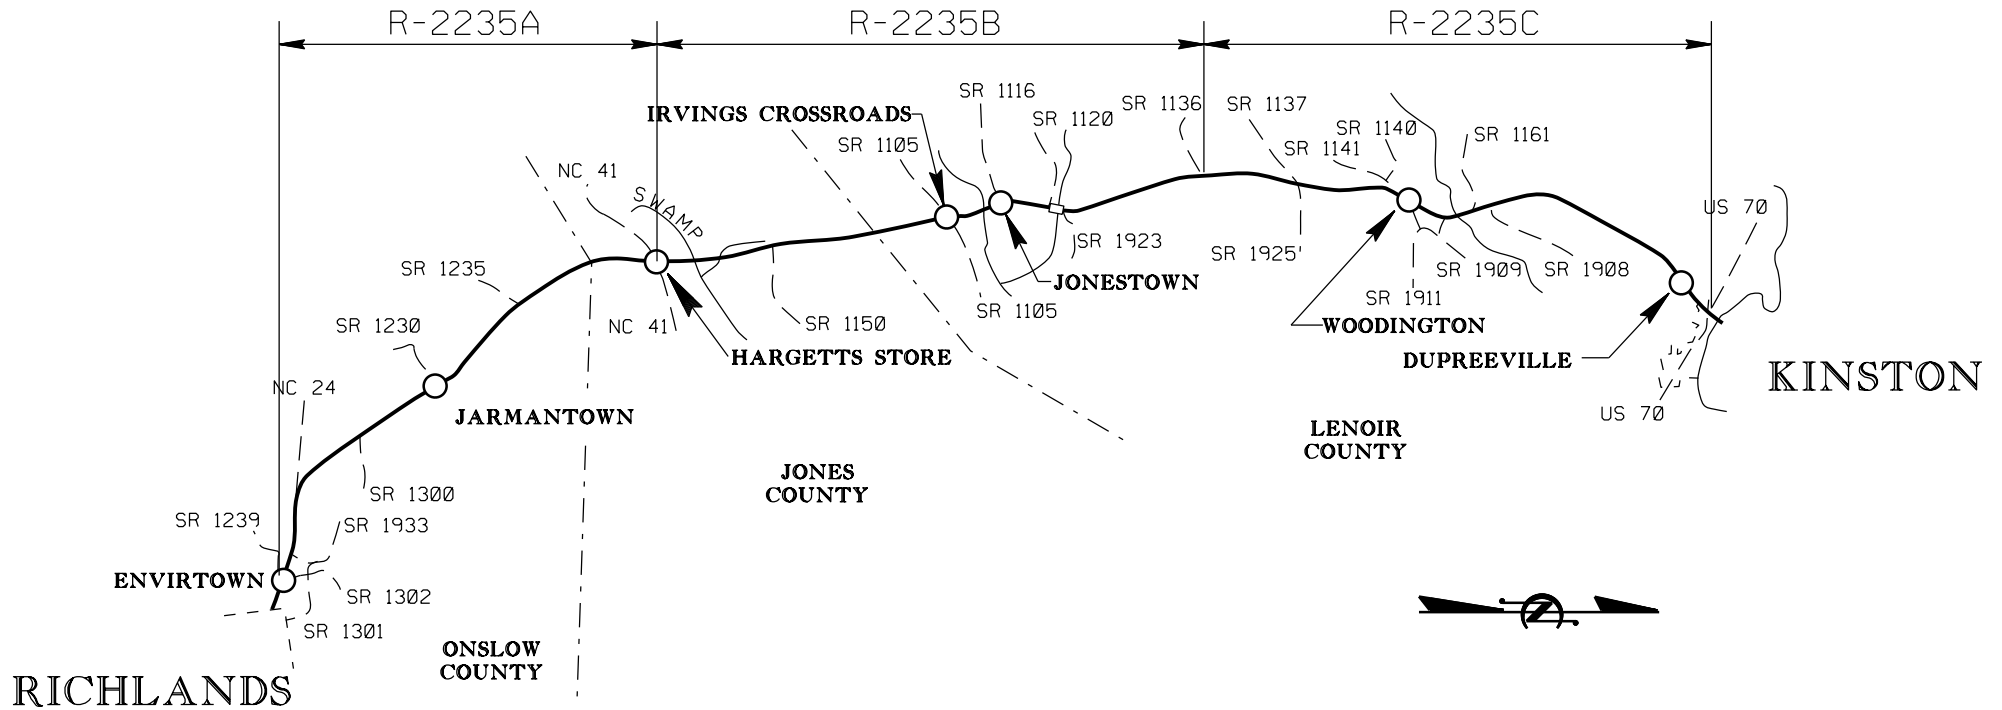 R-2235A
R-2235B
R-2235C
SR 1116
IRVINGS CROSSROADS
SR 1136
SR 1137
SR 1120
SR 1140
SR 1161
SR 1105
SR 1141
NC 41
SWAMP
US 70
SR 1923
SR 1925
SR 1235
SR 1909
SR 1908
JONESTOWN
SR 1911
SR 1105
SR 1230
NC 41
SR 1150
WOODINGTON
HARGETTS STORE
DUPREEVILLE
KINSTON
NC 24
JARMANTOWN
US 70
LENOIR
COUNTY
JONES
COUNTY
SR 1300
SR 1239
SR 1933
ENVIRTOWN
SR 1302
Z
SR 1301
ONSLOW
COUNTY
RICHLANDS